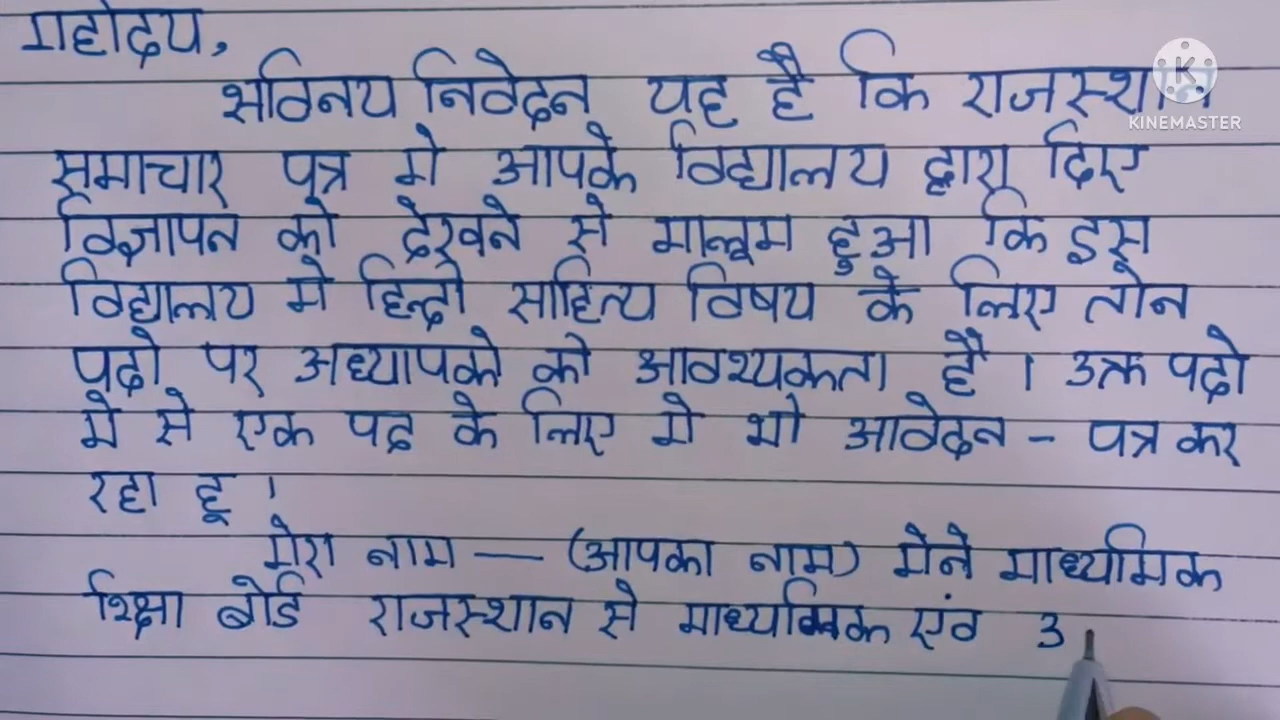 महोदय,
सविनय निवेदन यह है कि राजस्थान
समाचार पत्र मे आपके विद्यालय द्वारा दिए
विज्ञापन को देखने से मालूम हुआ कि इस
विद्यालय मे हिन्दी साहित्य विषय के लिए तीन
पदो पर अध्यापको की आवश्यकता है । उक्त पदो
मे से एक पद के लिए मे भी आवेदन - पत्र कर
रहा हू ।
मेरा नाम — (आपका नाम) मेने माध्यमिक
शिक्षा बोर्ड राजस्थान से माध्यमिक एंव उ
KINEMASTER